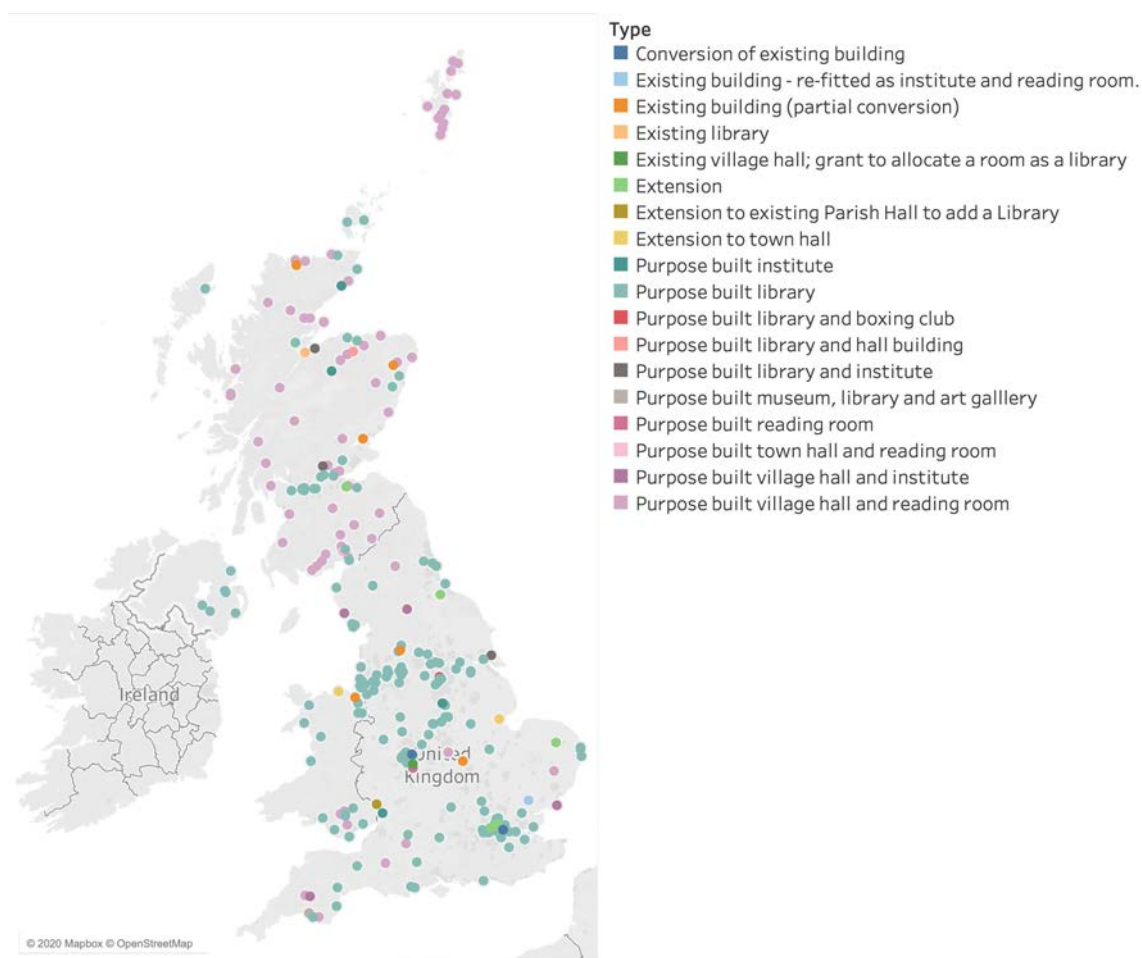 Type
Conversion of existing building
Existing building - re-fitted as institute and reading room.
Existing building (partial conversion)
Existing library
Existing village hall; grant to allocate a room as a library
Extension
Extension to existing Parish Hall to add a Library
Extension to town hall
Purpose built institute
Purpose built library
Purpose built library and boxing club
Purpose built library and hall building
Purpose built library and institute
Purpose built museum, library and art galllery
Purpose built reading room
Purpose built town hall and reading room
Purpose built village hall and institute
Purpose built village hall and reading room
Ireland
United
Kingdom
© 2020 Mapbox © OpenStreetMap